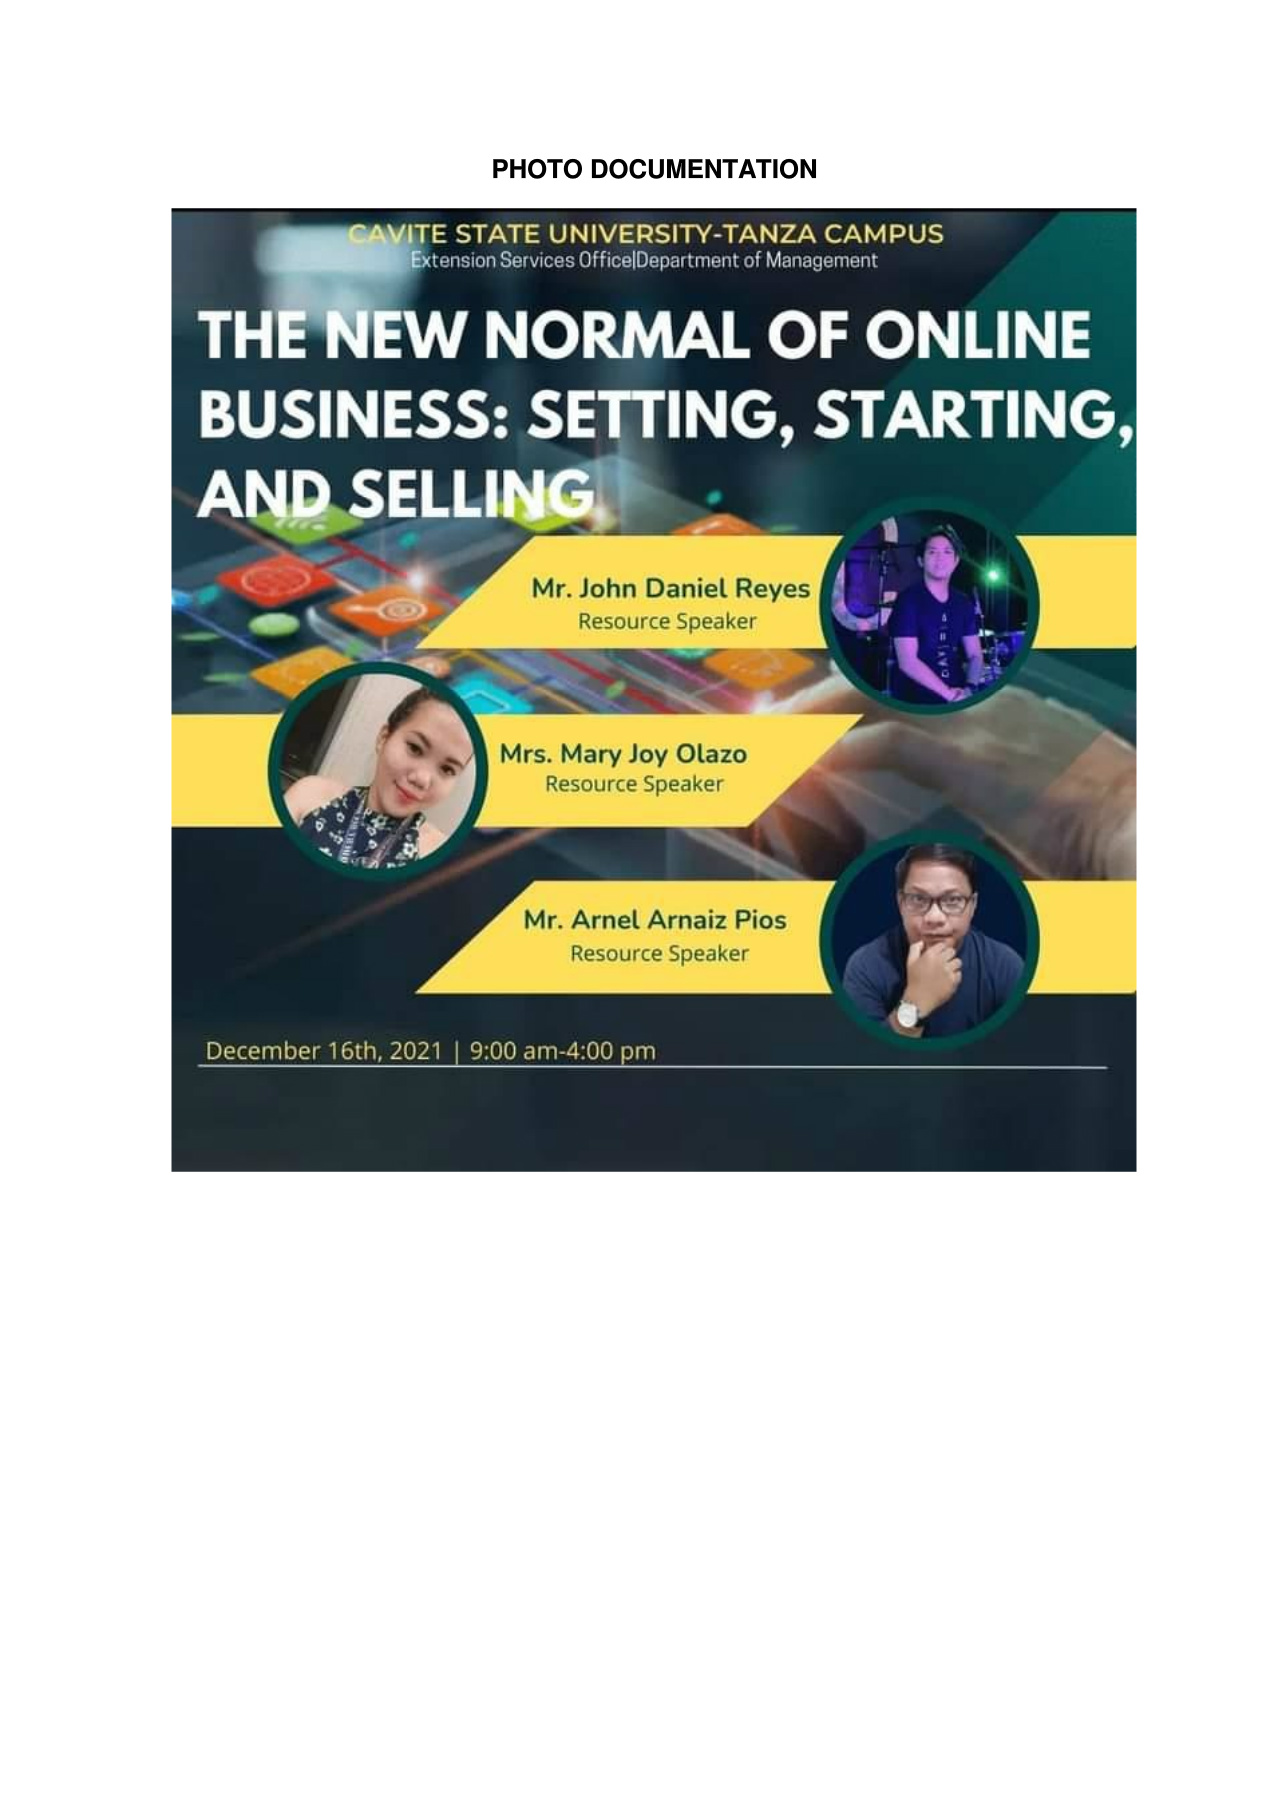 PHOTO DOCUMENTATION
CAVITE STATE UNIVERSITY-TANZA CAMPUS
Extension Services Office|Department of Management
THE NEW NORMAL OF ONLINE
BUSINESS: SETTING, STARTING,
AND SELLING
Mr. John Daniel Reyes
Resource Speaker
Mrs. Mary Joy Olazo
Resource Speaker
Mr. Arnel Arnaiz Pios
Resource Speaker
December 16th, 2021 | 9:00 am-4:00 pm